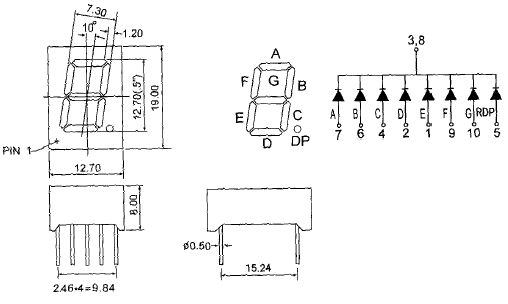 7.30
10°
1.20
12.70(.5")
19.00
PIN 1
12.70
A
F
G
B
E
C
D
DP
3,8
A B C D E F G RDP
7 6 4 2 1 9 10 5
8.00
2.46*4=9.84
ø0.50
15.24